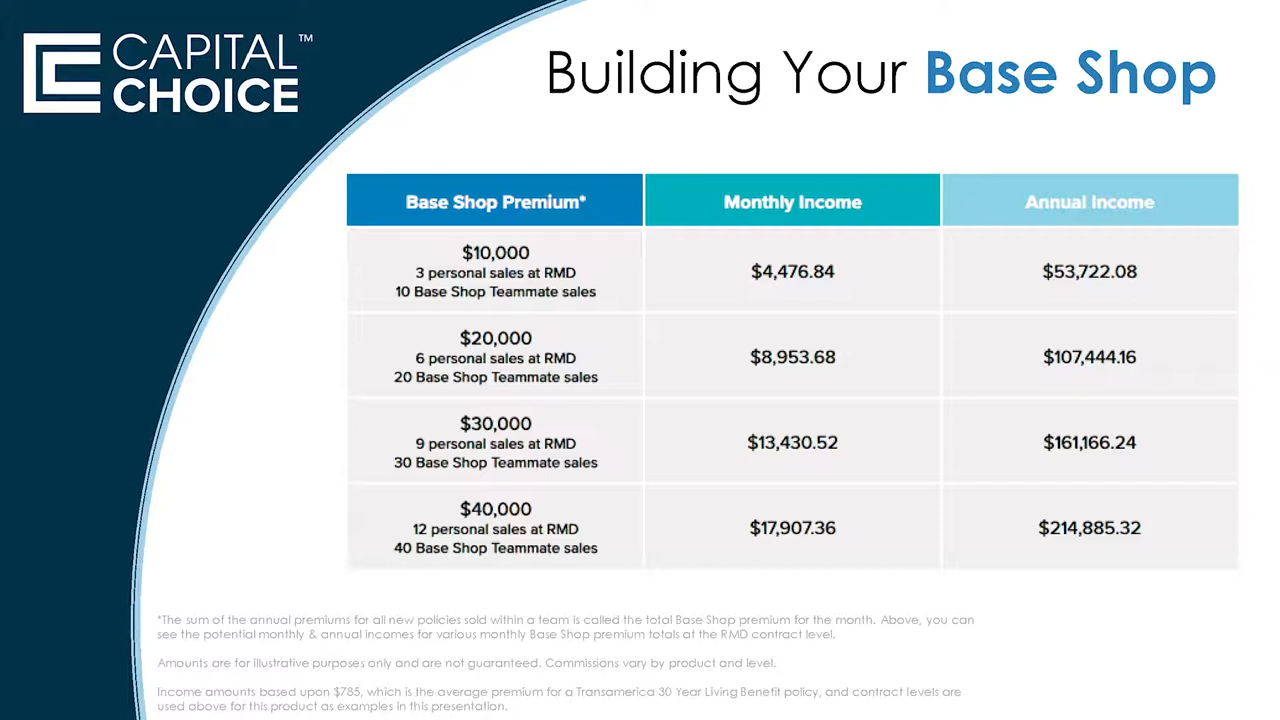 CAPITAL™
CHOICE
Building Your Base Shop
Base Shop Premium* Monthly Income Annual Income
$10,000
3 personal sales at RMD
10 Base Shop Teammate sales
$4,476.84
$53,722.08
$20,000
6 personal sales at RMD
20 Base Shop Teammate sales
$8,953.68
$107,444.16
$30,000
9 personal sales at RMD
30 Base Shop Teammate sales
$13,430.52
$161,166.24
$40,000
12 personal sales at RMD
40 Base Shop Teammate sales
$17,907.36
$214,885.32
*The sum of the annual premiums for all new policies sold within a team is called the total Base Shop premium for the month. Above, you can
see the potential monthly & annual incomes for various monthly Base Shop premium totals at the RMD contract level.
Amounts are for illustrative purposes only and are not guaranteed. Commissions vary by product and level.
Income amounts based upon $785, which is the average premium for a Transamerica 30 Year Living Benefit policy, and contract levels are
used above for this product as examples in this presentation.